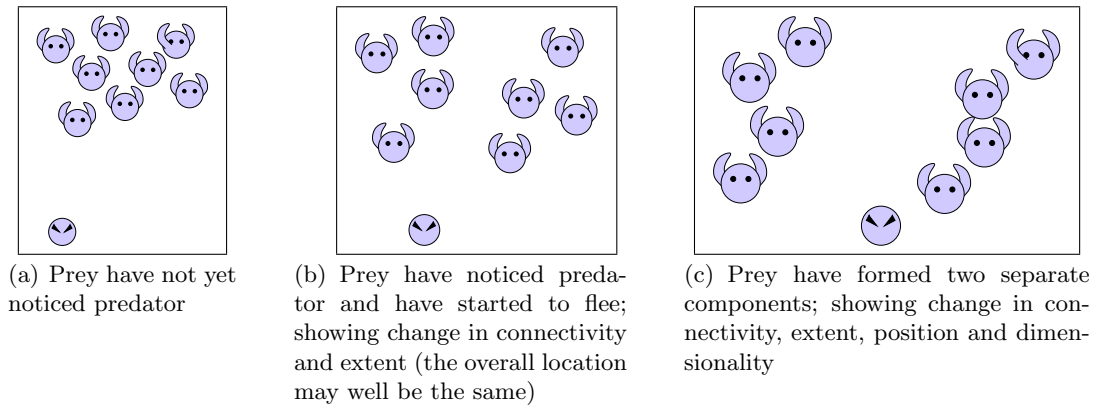 (a) Prey have not yet
noticed predator
(b) Prey have noticed preda-
tor and have started to flee;
showing change in connectivity
and extent (the overall location
may well be the same)
(c) Prey have formed two separate
components; showing change in con-
nectivity, extent, position and dimen-
sionality